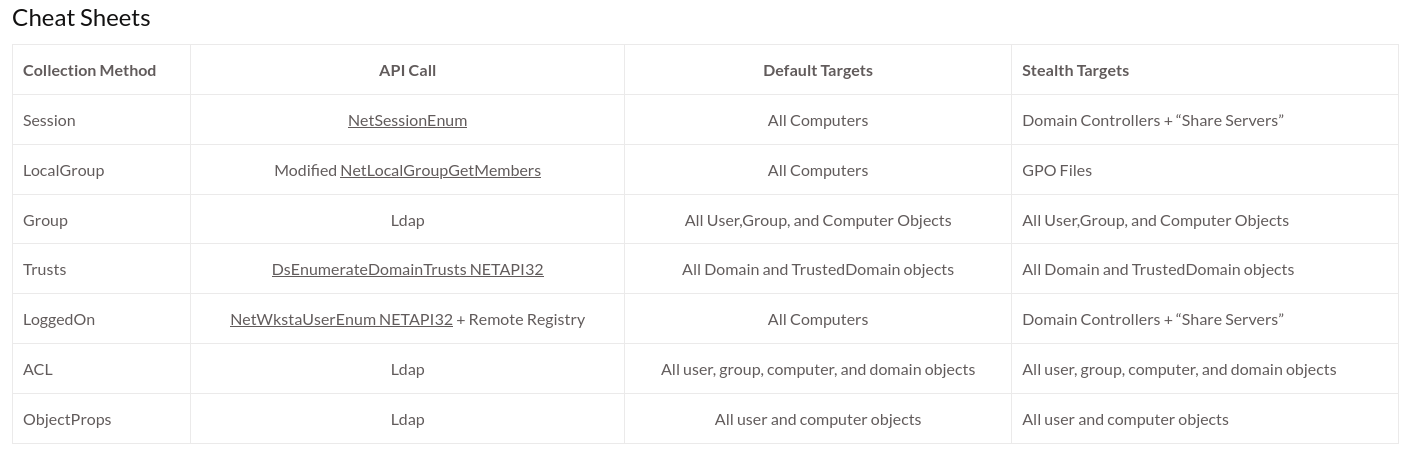 Cheat Sheets
Collection Method API Call Default Targets Stealth Targets
Session NetSessionEnum All Computers Domain Controllers + “Share Servers”
LocalGroup Modified NetLocalGroupGetMembers All Computers GPO Files
Group Ldap All User,Group, and Computer Objects All User,Group, and Computer Objects
Trusts DsEnumerateDomainTrusts NETAPI32 All Domain and TrustedDomain objects All Domain and TrustedDomain objects
LoggedOn NetWkstaUserEnum NETAPI32 + Remote Registry All Computers Domain Controllers + “Share Servers”
ACL Ldap All user, group, computer, and domain objects All user, group, computer, and domain objects
ObjectProps Ldap All user and computer objects All user and computer objects